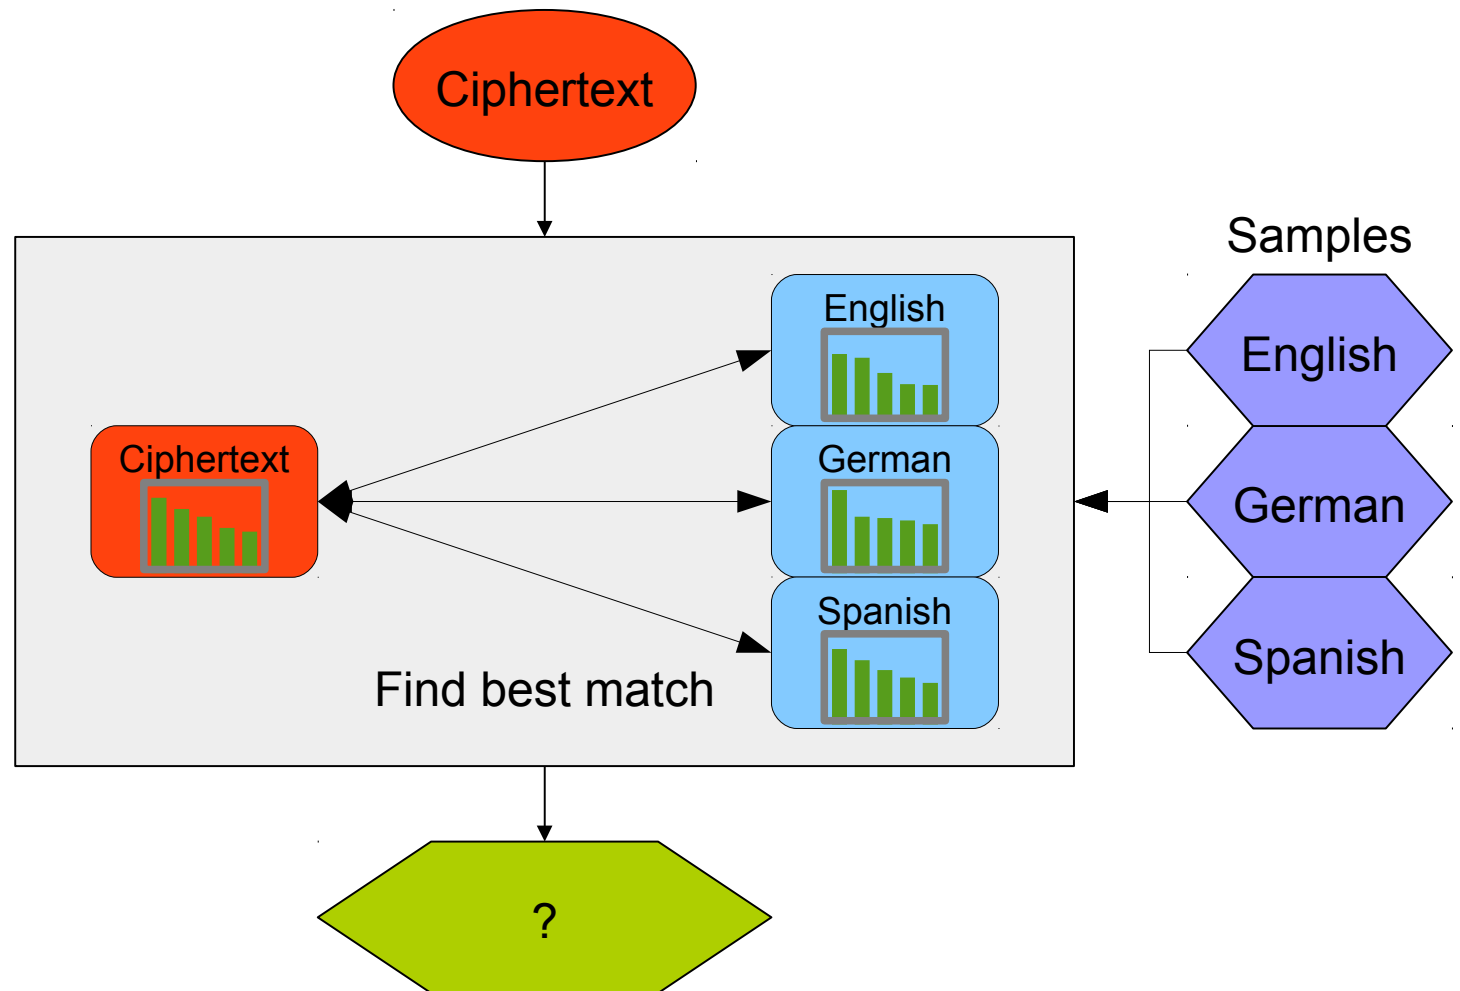 Ciphertext
Samples
English
English
Ciphertext
German
German
Spanish
Spanish
Find best match
?